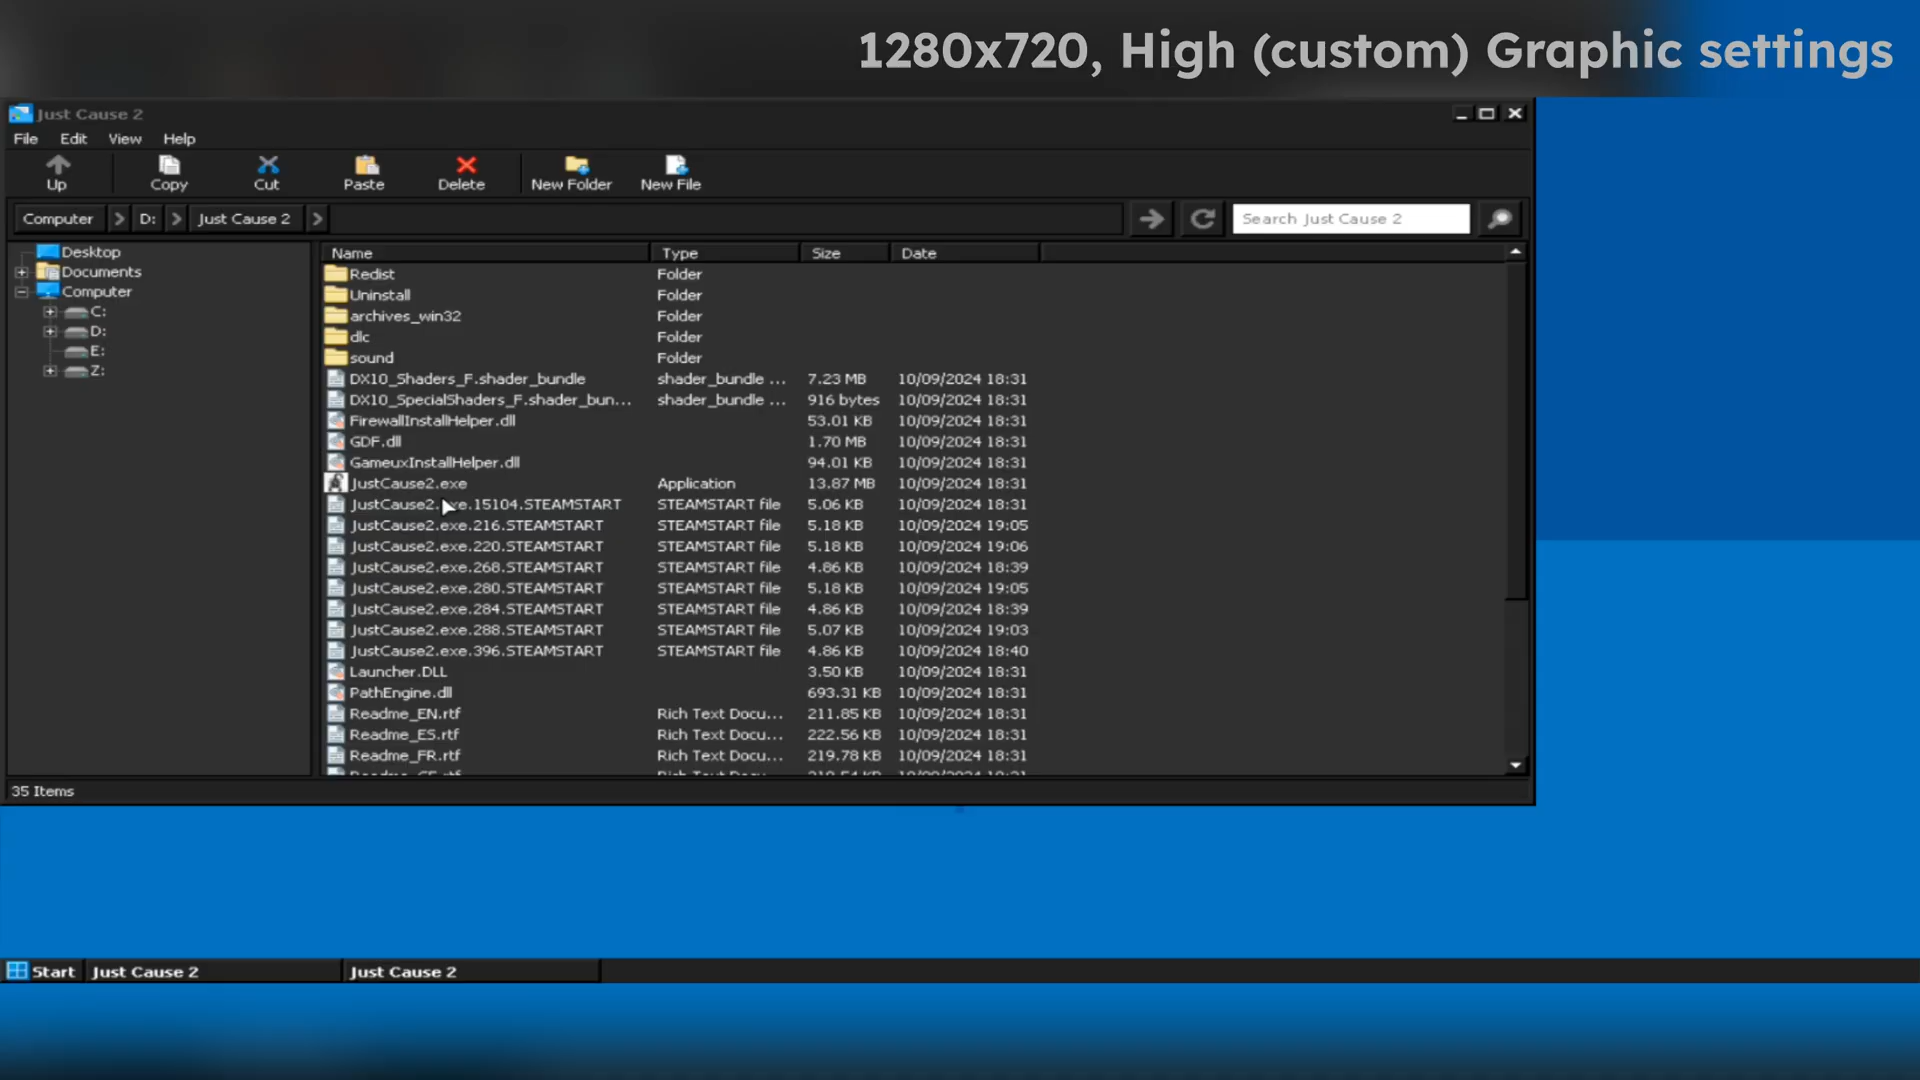 1280x720, High (custom) Graphic settings
Just Cause 2
File Edit View Help
Up Copy Cut Paste Delete New Folder New File
Computer D: Just Cause 2 Search Just Cause 2
Desktop
Documents
Computer
C:
D:
E:
Z:
Name Type Size Date
Redist Folder
Uninstall Folder
archives_win32 Folder
dlc Folder
sound Folder
DX10_Shaders_F.shader_bundle shader_bundle ... 7.23 MB 10/09/2024 18:31
DX10_SpecialShaders_F.shader_bun... shader_bundle ... 916 bytes 10/09/2024 18:31
FirewallInstallHelper.dll 53.01 KB 10/09/2024 18:31
GDF.dll 1.70 MB 10/09/2024 18:31
GameuxInstallHelper.dll 94.01 KB 10/09/2024 18:31
JustCause2.exe Application 13.87 MB 10/09/2024 18:31
JustCause2.exe.15104.STEAMSTART STEAMSTART file 5.06 KB 10/09/2024 18:31
JustCause2.exe.216.STEAMSTART STEAMSTART file 5.18 KB 10/09/2024 19:05
JustCause2.exe.220.STEAMSTART STEAMSTART file 5.18 KB 10/09/2024 19:06
JustCause2.exe.268.STEAMSTART STEAMSTART file 4.86 KB 10/09/2024 18:39
JustCause2.exe.280.STEAMSTART STEAMSTART file 5.18 KB 10/09/2024 19:05
JustCause2.exe.284.STEAMSTART STEAMSTART file 4.86 KB 10/09/2024 18:39
JustCause2.exe.288.STEAMSTART STEAMSTART file 5.07 KB 10/09/2024 19:03
JustCause2.exe.396.STEAMSTART STEAMSTART file 4.86 KB 10/09/2024 18:40
Launcher.DLL 3.50 KB 10/09/2024 18:31
PathEngine.dll 693.31 KB 10/09/2024 18:31
Readme_EN.rtf Rich Text Docu... 211.85 KB 10/09/2024 18:31
Readme_ES.rtf Rich Text Docu... 222.56 KB 10/09/2024 18:31
Readme_FR.rtf Rich Text Docu... 219.78 KB 10/09/2024 18:31
35 Items
Start Just Cause 2 Just Cause 2